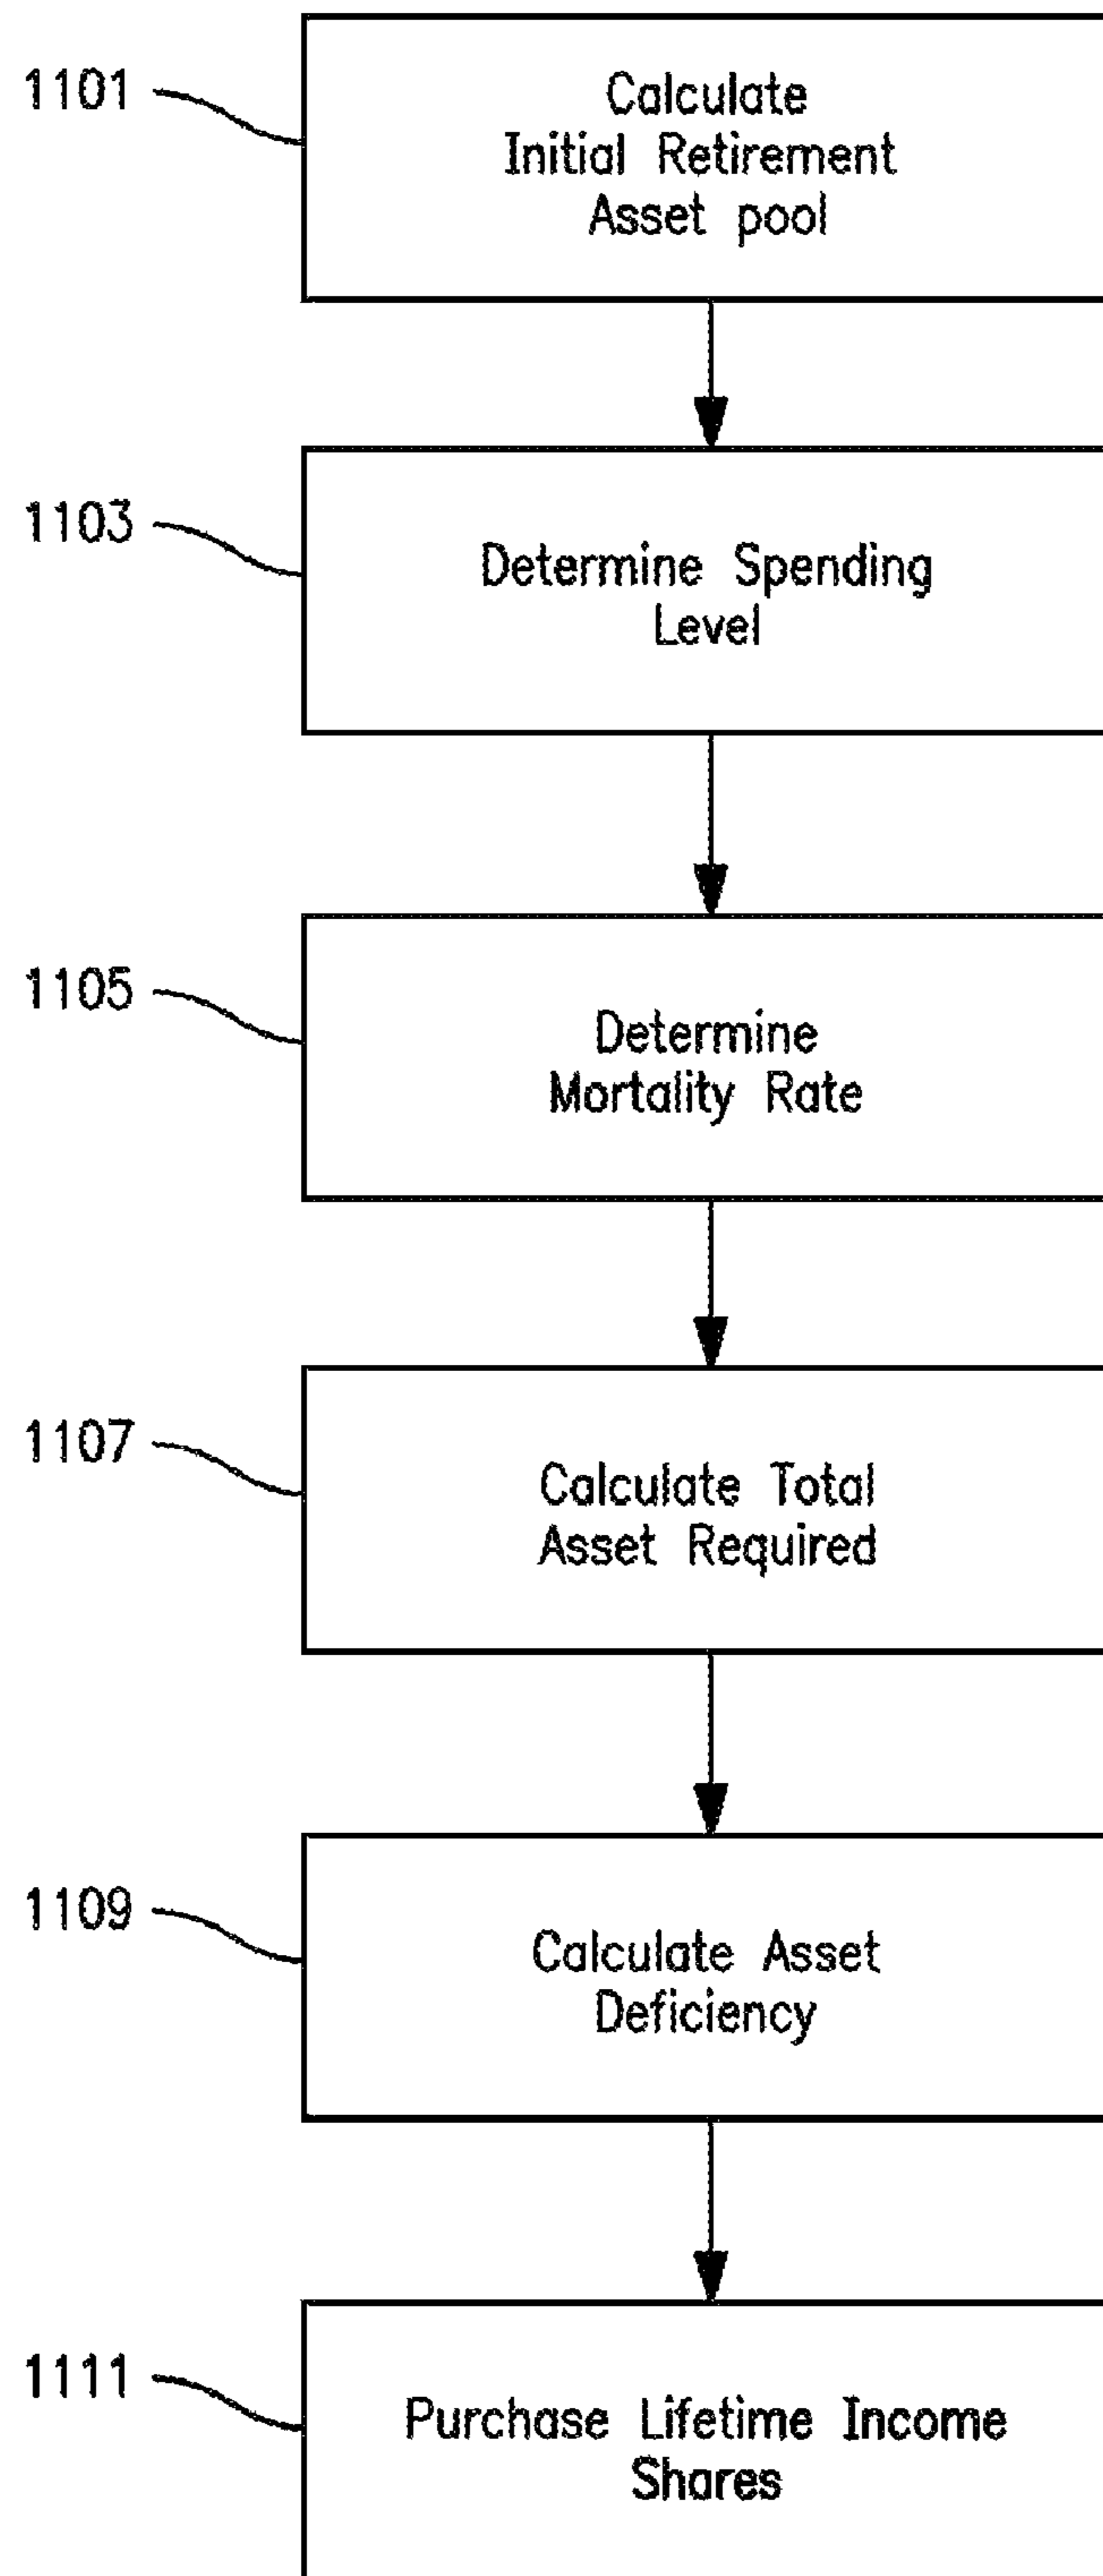 1101
Calculate
Initial Retirement
Asset pool
1103
Determine Spending
Level
1105
Determine
Mortality Rate
1107
Calculate Total
Asset Required
1109
Calculate Asset
Deficiency
1111
Purchase Lifetime Income
Shares